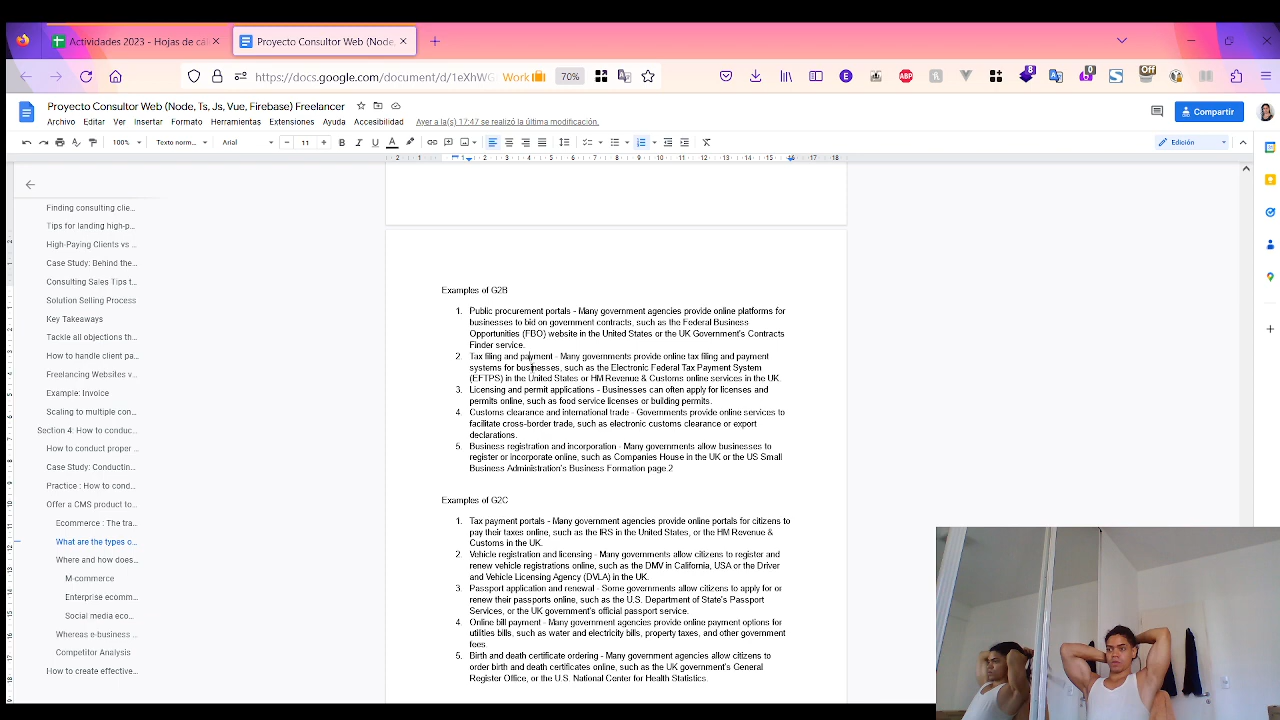 Actividades 2023 - Hojas de cál
Proyecto Consultor Web (Node,
https://docs.google.com/document/d/1eXhWG
Work
70%
8
0
Off
Proyecto Consultor Web (Node, Ts, Js, Vue, Firebase) Freelancer
Archivo Editar Ver Insertar Formato Herramientas Extensiones Ayuda Accesibilidad Ayer a la(s) 17:47 se realizó la última modificación.
Compartir
100% Texto norm... Arial 11
Edición
Finding consulting clie...
Tips for landing high-p...
High-Paying Clients vs ...
Case Study: Behind the...
Consulting Sales Tips t...
Solution Selling Process
Key Takeaways
Tackle all objections th...
How to handle client pa...
Freelancing Websites v...
Example: Invoice
Scaling to multiple con...
Section 4: How to conduc...
How to conduct proper ...
Case Study: Conductin...
Practice : How to cond...
Offer a CMS product to...
Ecommerce : The tra...
What are the types o...
Where and how does...
M-commerce
Enterprise ecomm...
Social media eco...
Whereas e-business ...
Competitor Analysis
How to create effective...
Examples of G2B
1. Public procurement portals - Many government agencies provide online platforms for
businesses to bid on government contracts, such as the Federal Business
Opportunities (FBO) website in the United States or the UK Government's Contracts
Finder service.
2. Tax filing and payment - Many governments provide online tax filing and payment
systems for businesses, such as the Electronic Federal Tax Payment System
(EFTPS) in the United States or HM Revenue & Customs online services in the UK.
3. Licensing and permit applications - Businesses can often apply for licenses and
permits online, such as food service licenses or building permits.
4. Customs clearance and international trade - Governments provide online services to
facilitate cross-border trade, such as electronic customs clearance or export
declarations.
5. Business registration and incorporation - Many governments allow businesses to
register or incorporate online, such as Companies House in the UK or the US Small
Business Administration's Business Formation page 2
Examples of G2C
1. Tax payment portals - Many government agencies provide online portals for citizens to
pay their taxes online, such as the IRS in the United States, or the HM Revenue &
Customs in the UK.
2. Vehicle registration and licensing - Many governments allow citizens to register and
renew vehicle registrations online, such as the DMV in California, USA or the Driver
and Vehicle Licensing Agency (DVLA) in the UK.
3. Passport application and renewal - Some governments allow citizens to apply for or
renew their passports online, such as the U.S. Department of State's Passport
Services, or the UK government's official passport service.
4. Online bill payment - Many government agencies provide online payment options for
utilities bills, such as water and electricity bills, property taxes, and other government
fees.
5. Birth and death certificate ordering - Many government agencies allow citizens to
order birth and death certificates online, such as the UK government's General
Register Office, or the U.S. National Center for Health Statistics.